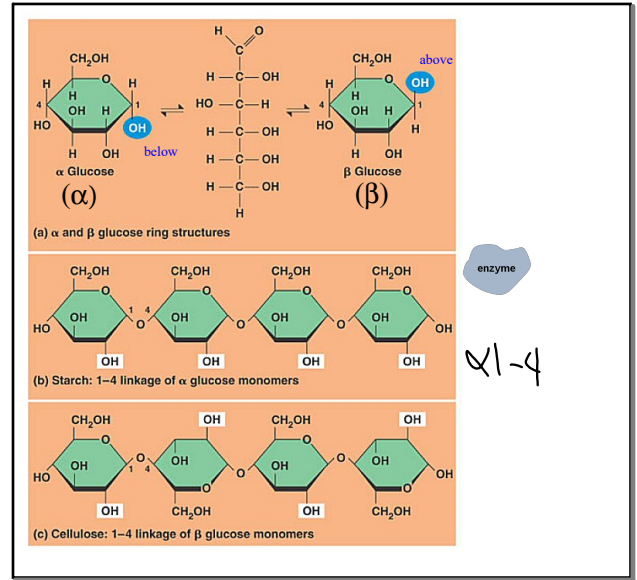 H O
C
CH₂OH
O
H H
H
4 OH H 1
HO OH
H OH
below
α Glucose
(α)
H — C — OH
HO — C — H
H — C — OH
H — C — OH
H — C — OH
H
above
CH₂OH
O OH
H
H
4 OH H 1
HO H
H OH
β Glucose
(β)
(a) α and β glucose ring structures
enzyme
CH₂OH CH₂OH CH₂OH CH₂OH
O O O O
OH 1 4 OH OH OH
HO O O O OH
OH OH OH OH
(b) Starch: 1–4 linkage of α glucose monomers
α1-4
CH₂OH OH CH₂OH OH
O O O
OH OH OH OH
HO 1 4 O OH
O O
OH CH₂OH OH CH₂OH
(c) Cellulose: 1–4 linkage of β glucose monomers